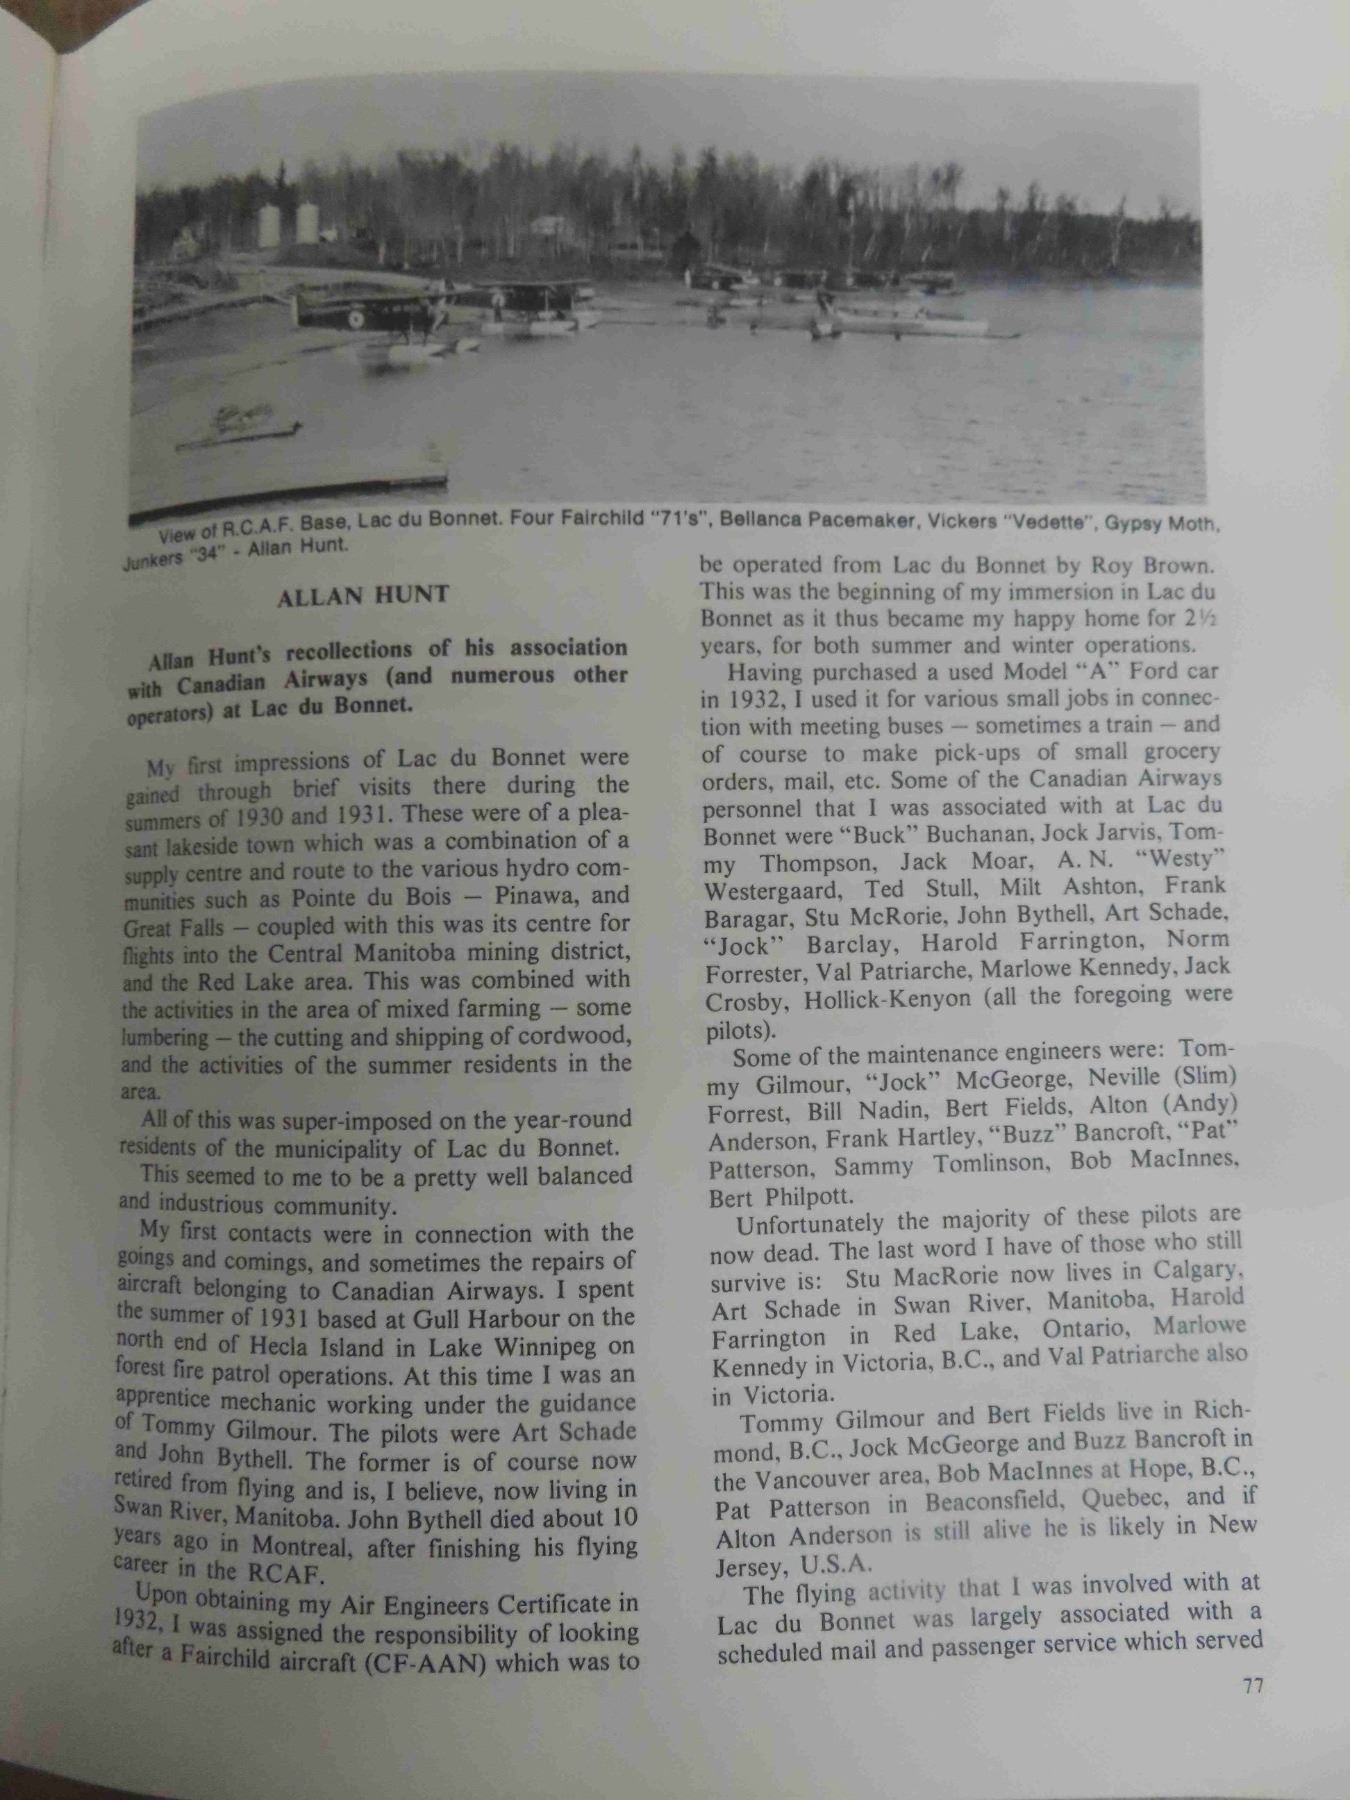 View of R.C.A.F. Base, Lac du Bonnet. Four Fairchild "71's", Bellanca Pacemaker, Vickers "Vedette", Gypsy Moth,
Junkers "34" - Allan Hunt.
ALLAN HUNT
Allan Hunt's recollections of his association
with Canadian Airways (and numerous other
operators) at Lac du Bonnet.
My first impressions of Lac du Bonnet were
gained through brief visits there during the
summers of 1930 and 1931. These were of a plea-
sant lakeside town which was a combination of a
supply centre and route to the various hydro com-
munities such as Pointe du Bois — Pinawa, and
Great Falls — coupled with this was its centre for
flights into the Central Manitoba mining district,
and the Red Lake area. This was combined with
the activities in the area of mixed farming — some
lumbering — the cutting and shipping of cordwood,
and the activities of the summer residents in the
area.
All of this was super-imposed on the year-round
residents of the municipality of Lac du Bonnet.
This seemed to me to be a pretty well balanced
and industrious community.
My first contacts were in connection with the
goings and comings, and sometimes the repairs of
aircraft belonging to Canadian Airways. I spent
the summer of 1931 based at Gull Harbour on the
north end of Hecla Island in Lake Winnipeg on
forest fire patrol operations. At this time I was an
apprentice mechanic working under the guidance
of Tommy Gilmour. The pilots were Art Schade
and John Bythell. The former is of course now
retired from flying and is, I believe, now living in
Swan River, Manitoba. John Bythell died about 10
years ago in Montreal, after finishing his flying
career in the RCAF.
Upon obtaining my Air Engineers Certificate in
1932, I was assigned the responsibility of looking
after a Fairchild aircraft (CF-AAN) which was to
be operated from Lac du Bonnet by Roy Brown.
This was the beginning of my immersion in Lac du
Bonnet as it thus became my happy home for 2½
years, for both summer and winter operations.
Having purchased a used Model "A" Ford car
in 1932, I used it for various small jobs in connec-
tion with meeting buses — sometimes a train — and
of course to make pick-ups of small grocery
orders, mail, etc. Some of the Canadian Airways
personnel that I was associated with at Lac du
Bonnet were "Buck" Buchanan, Jock Jarvis, Tom-
my Thompson, Jack Moar, A. N. "Westy"
Westergaard, Ted Stull, Milt Ashton, Frank
Baragar, Stu McRorie, John Bythell, Art Schade,
"Jock" Barclay, Harold Farrington, Norm
Forrester, Val Patriarche, Marlowe Kennedy, Jack
Crosby, Hollick-Kenyon (all the foregoing were
pilots).
Some of the maintenance engineers were: Tom-
my Gilmour, "Jock" McGeorge, Neville (Slim)
Forrest, Bill Nadin, Bert Fields, Alton (Andy)
Anderson, Frank Hartley, "Buzz" Bancroft, "Pat"
Patterson, Sammy Tomlinson, Bob MacInnes,
Bert Philpott.
Unfortunately the majority of these pilots are
now dead. The last word I have of those who still
survive is: Stu MacRorie now lives in Calgary,
Art Schade in Swan River, Manitoba, Harold
Farrington in Red Lake, Ontario, Marlowe
Kennedy in Victoria, B.C., and Val Patriarche also
in Victoria.
Tommy Gilmour and Bert Fields live in Rich-
mond, B.C., Jock McGeorge and Buzz Bancroft in
the Vancouver area, Bob MacInnes at Hope, B.C.,
Pat Patterson in Beaconsfield, Quebec, and if
Alton Anderson is still alive he is likely in New
Jersey, U.S.A.
The flying activity that I was involved with at
Lac du Bonnet was largely associated with a
scheduled mail and passenger service which served
77